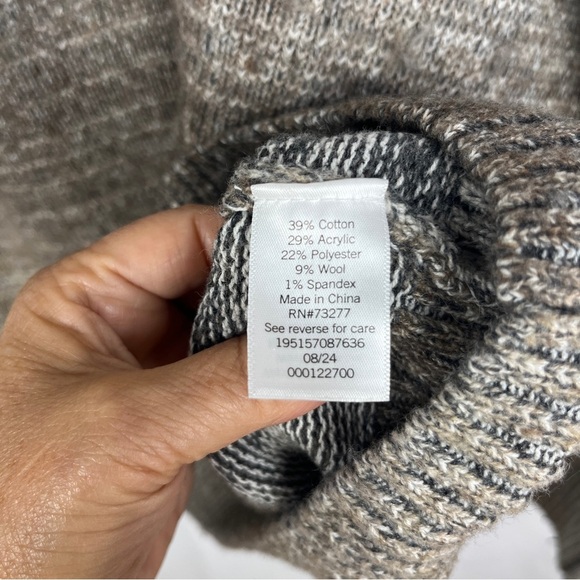 39% Cotton
29% Acrylic
22% Polyester
9% Wool
1% Spandex
Made in China
RN#73277
See reverse for care
195157087636
08/24
000122700